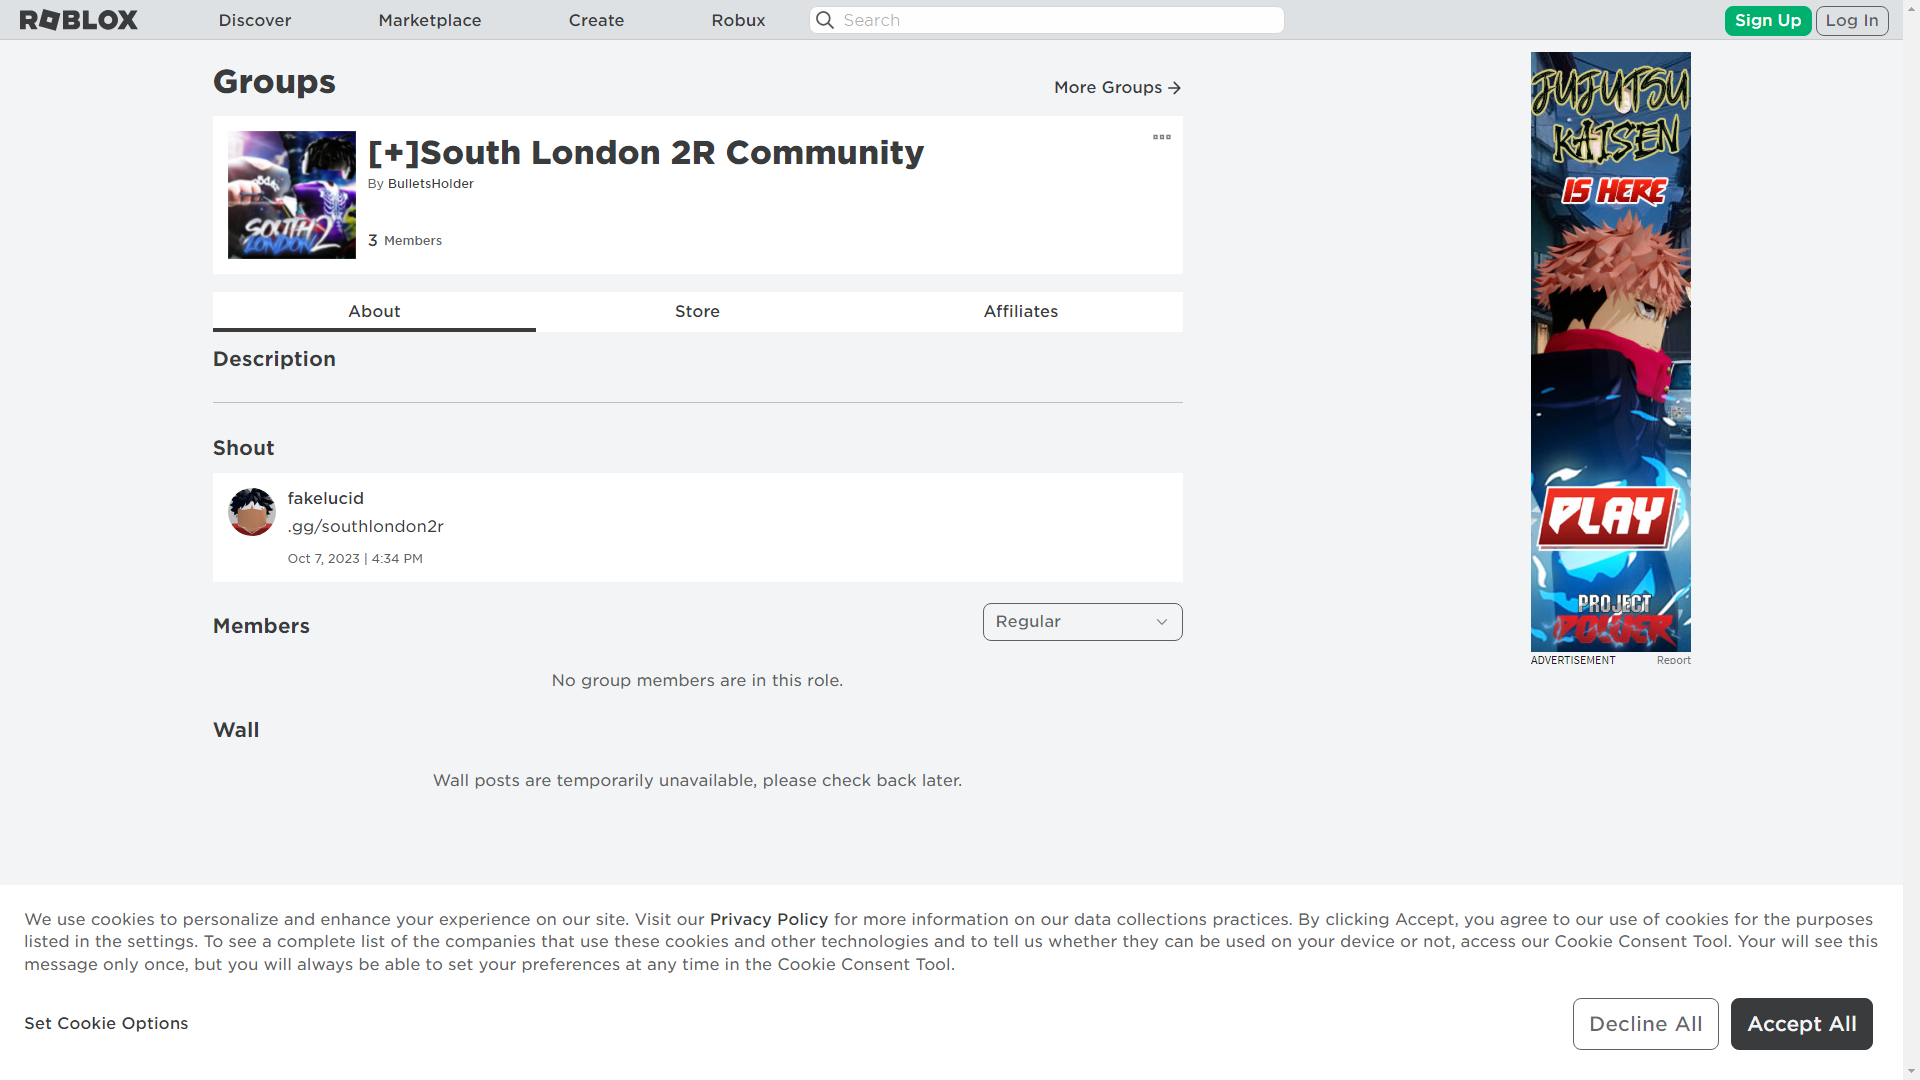 ROBLOX
Discover
Marketplace
Create
Robux
Search
Sign Up
Log In
Groups
More Groups
[+]South London 2R Community
By BulletsHolder
3 Members
SOUTH
LONDON 2
About
Store
Affiliates
Description
Shout
fakelucid
.gg/southlondon2r
Oct 7, 2023 | 4:34 PM
Members
Regular
No group members are in this role.
Wall
Wall posts are temporarily unavailable, please check back later.
JUJUTSU
KAISEN
IS HERE
PLAY
PROJECT
POWER
ADVERTISEMENT
Report
We use cookies to personalize and enhance your experience on our site. Visit our Privacy Policy for more information on our data collections practices. By clicking Accept, you agree to our use of cookies for the purposes
listed in the settings. To see a complete list of the companies that use these cookies and other technologies and to tell us whether they can be used on your device or not, access our Cookie Consent Tool. Your will see this
message only once, but you will always be able to set your preferences at any time in the Cookie Consent Tool.
Set Cookie Options
Decline All
Accept All